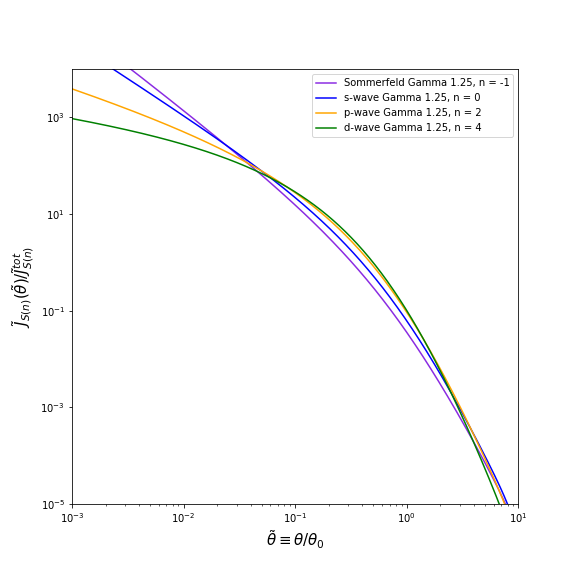 Sommerfeld Gamma 1.25, n = -1
s-wave Gamma 1.25, n = 0
p-wave Gamma 1.25, n = 2
d-wave Gamma 1.25, n = 4
10³
10¹
10⁻¹
10⁻³
10⁻⁵
J̃_{S(n)}(θ̃)/J̃^{tot}_{S(n)}
10⁻³
10⁻²
10⁻¹
10⁰
10¹
θ̃ ≡ θ/θ₀